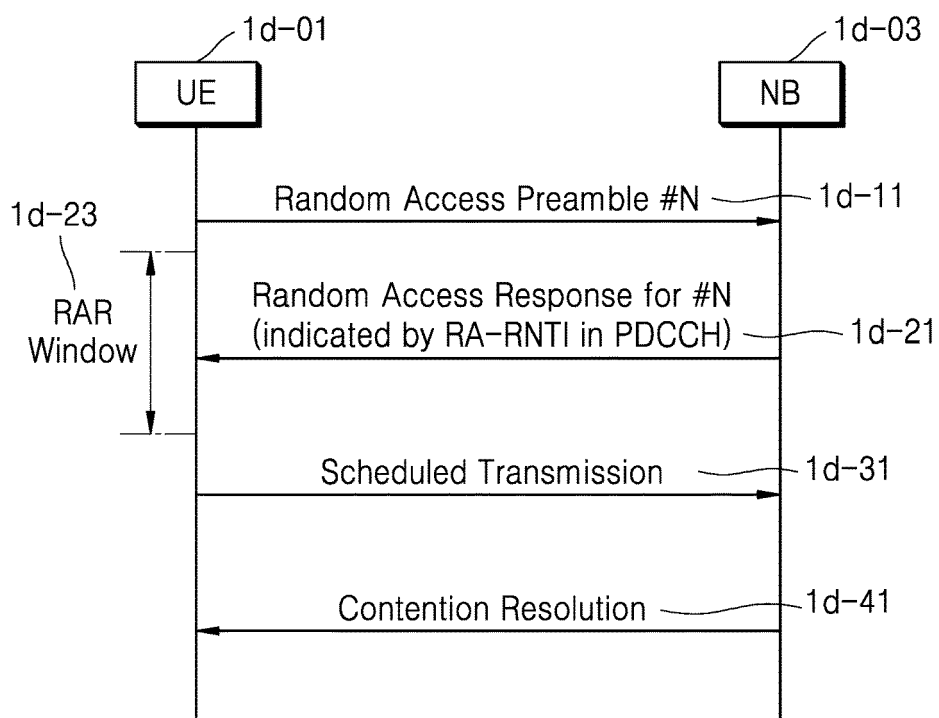 1d-01
1d-03
UE
NB
Random Access Preamble #N
1d-11
1d-23
RAR
Window
Random Access Response for #N
(indicated by RA-RNTI in PDCCH)
1d-21
Scheduled Transmission
1d-31
Contention Resolution
1d-41